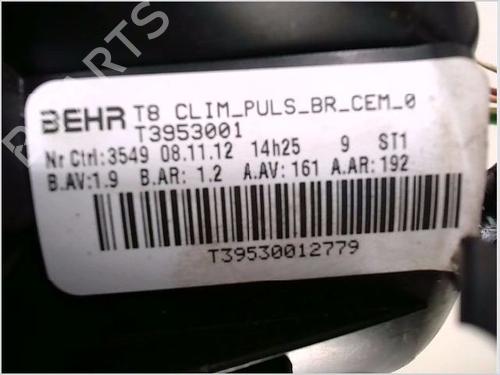 BEHR T8 CLIM_PULS_BR_CEM_0
T3953001
Nr Ctrl:3549 08.11.12 14h25 9 ST1
B.AV:1.9 B.AR: 1.2 A.AV: 161 A.AR: 192
T39530012779
PARTS